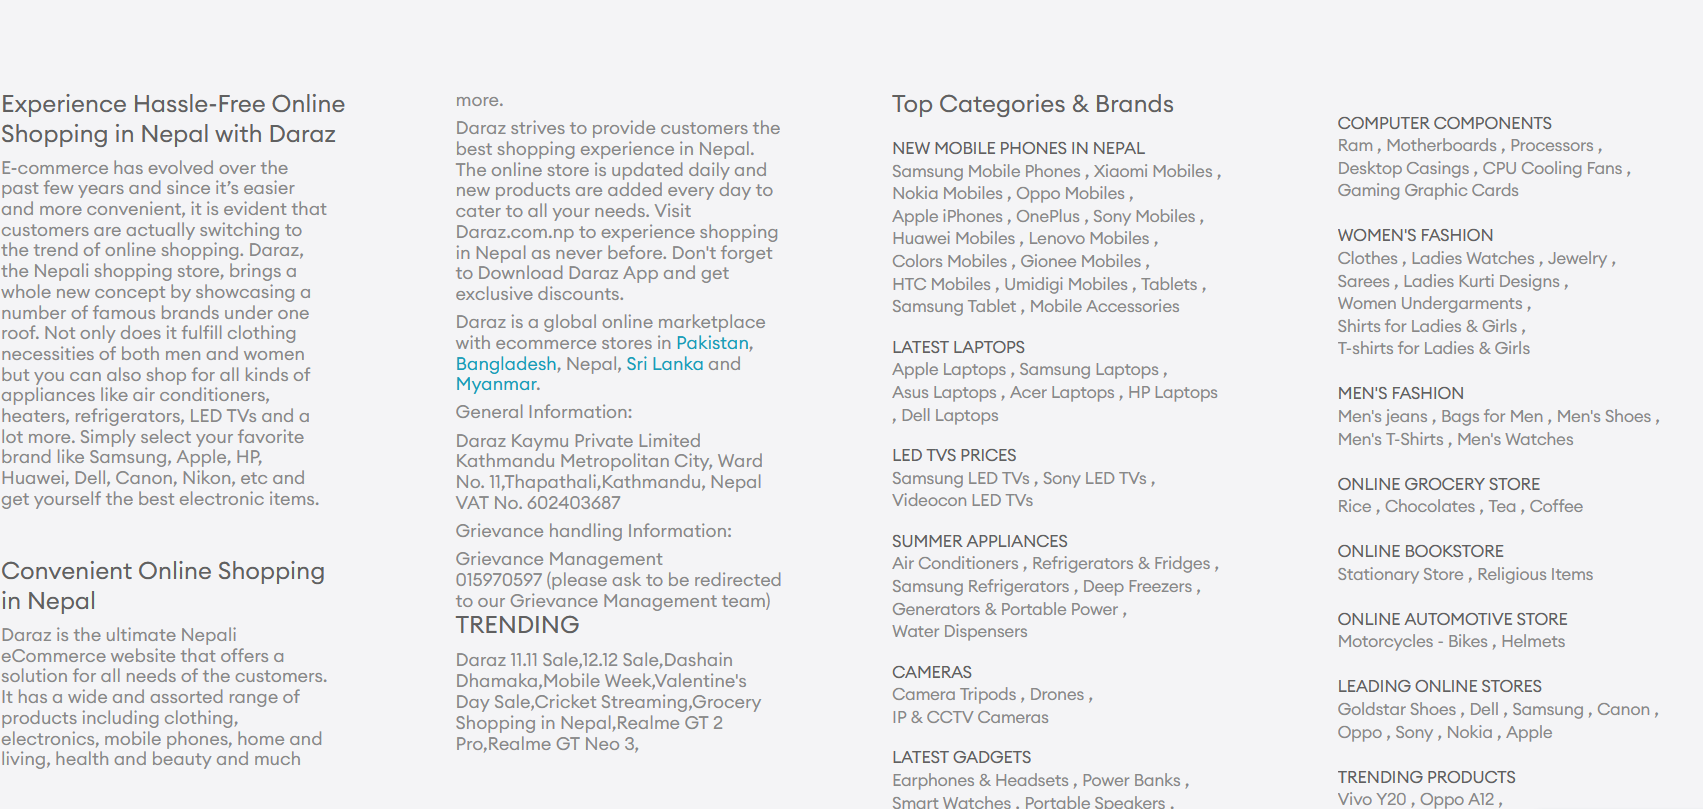 Experience Hassle-Free Online
Shopping in Nepal with Daraz
E-commerce has evolved over the
past few years and since it’s easier
and more convenient, it is evident that
customers are actually switching to
the trend of online shopping. Daraz,
the Nepali shopping store, brings a
whole new concept by showcasing a
number of famous brands under one
roof. Not only does it fulfill clothing
necessities of both men and women
but you can also shop for all kinds of
appliances like air conditioners,
heaters, refrigerators, LED TVs and a
lot more. Simply select your favorite
brand like Samsung, Apple, HP,
Huawei, Dell, Canon, Nikon, etc and
get yourself the best electronic items.
Convenient Online Shopping
in Nepal
Daraz is the ultimate Nepali
eCommerce website that offers a
solution for all needs of the customers.
It has a wide and assorted range of
products including clothing,
electronics, mobile phones, home and
living, health and beauty and much
more.
Daraz strives to provide customers the
best shopping experience in Nepal.
The online store is updated daily and
new products are added every day to
cater to all your needs. Visit
Daraz.com.np to experience shopping
in Nepal as never before. Don't forget
to Download Daraz App and get
exclusive discounts.
Daraz is a global online marketplace
with ecommerce stores in Pakistan,
Bangladesh, Nepal, Sri Lanka and
Myanmar.
General Information:
Daraz Kaymu Private Limited
Kathmandu Metropolitan City, Ward
No. 11,Thapathali,Kathmandu, Nepal
VAT No. 602403687
Grievance handling Information:
Grievance Management
015970597 (please ask to be redirected
to our Grievance Management team)
TRENDING
Daraz 11.11 Sale,12.12 Sale,Dashain
Dhamaka,Mobile Week,Valentine's
Day Sale,Cricket Streaming,Grocery
Shopping in Nepal,Realme GT 2
Pro,Realme GT Neo 3,
Top Categories & Brands
NEW MOBILE PHONES IN NEPAL
Samsung Mobile Phones , Xiaomi Mobiles ,
Nokia Mobiles , Oppo Mobiles ,
Apple iPhones , OnePlus , Sony Mobiles ,
Huawei Mobiles , Lenovo Mobiles ,
Colors Mobiles , Gionee Mobiles ,
HTC Mobiles , Umidigi Mobiles , Tablets ,
Samsung Tablet , Mobile Accessories
LATEST LAPTOPS
Apple Laptops , Samsung Laptops ,
Asus Laptops , Acer Laptops , HP Laptops
, Dell Laptops
LED TVS PRICES
Samsung LED TVs , Sony LED TVs ,
Videocon LED TVs
SUMMER APPLIANCES
Air Conditioners , Refrigerators & Fridges ,
Samsung Refrigerators , Deep Freezers ,
Generators & Portable Power ,
Water Dispensers
CAMERAS
Camera Tripods , Drones ,
IP & CCTV Cameras
LATEST GADGETS
Earphones & Headsets , Power Banks ,
Smart Watches , Portable Speakers ,
COMPUTER COMPONENTS
Ram , Motherboards , Processors ,
Desktop Casings , CPU Cooling Fans ,
Gaming Graphic Cards
WOMEN'S FASHION
Clothes , Ladies Watches , Jewelry ,
Sarees , Ladies Kurti Designs ,
Women Undergarments ,
Shirts for Ladies & Girls ,
T-shirts for Ladies & Girls
MEN'S FASHION
Men's jeans , Bags for Men , Men's Shoes ,
Men's T-Shirts , Men's Watches
ONLINE GROCERY STORE
Rice , Chocolates , Tea , Coffee
ONLINE BOOKSTORE
Stationary Store , Religious Items
ONLINE AUTOMOTIVE STORE
Motorcycles - Bikes , Helmets
LEADING ONLINE STORES
Goldstar Shoes , Dell , Samsung , Canon ,
Oppo , Sony , Nokia , Apple
TRENDING PRODUCTS
Vivo Y20 , Oppo A12 ,